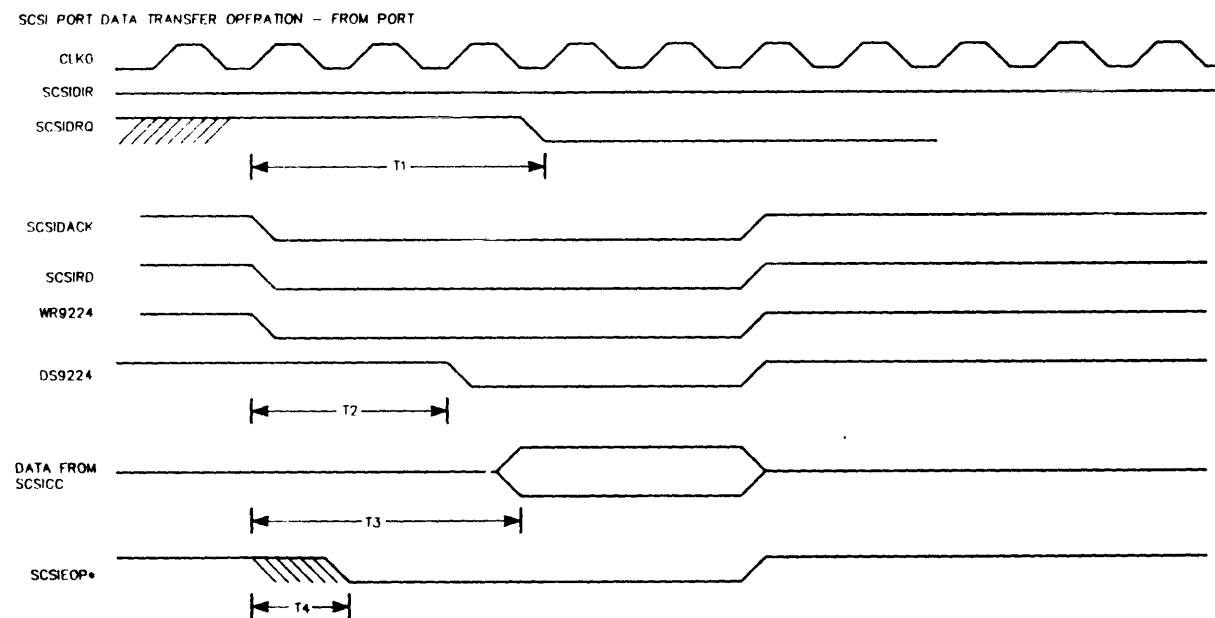 SCSI PORT DATA TRANSFER OPERATION – FROM PORT
CLK0
SCSIDIR
SCSIDRQ
T1
SCSIDACK
SCSIRD
WR9224
DS9224
T2
DATA FROM
SCSICC
T3
SCSIEOP*
T4